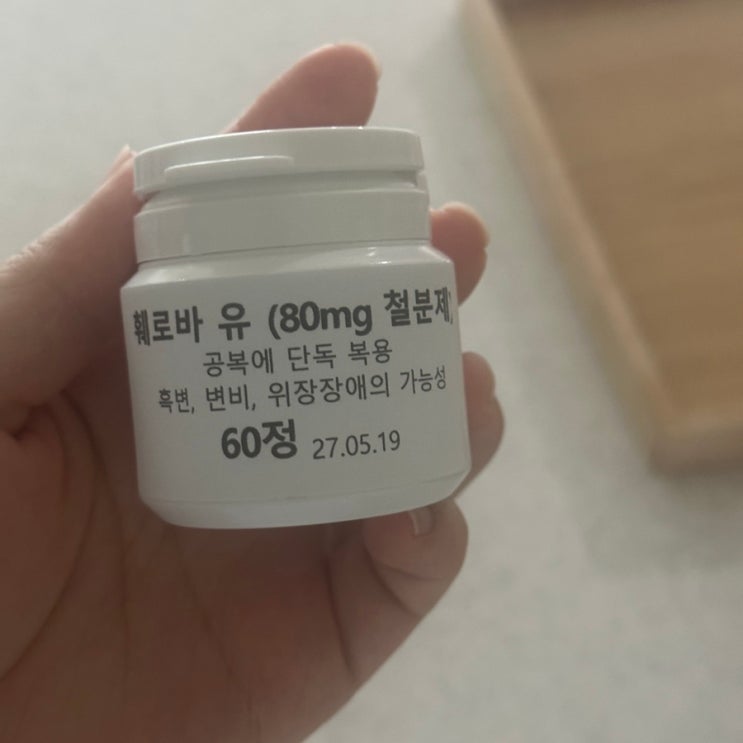 훼로바 유 (80mg 철분제)
공복에 단독 복용
흑변, 변비, 위장장애의 가능성
60정 27.05.19